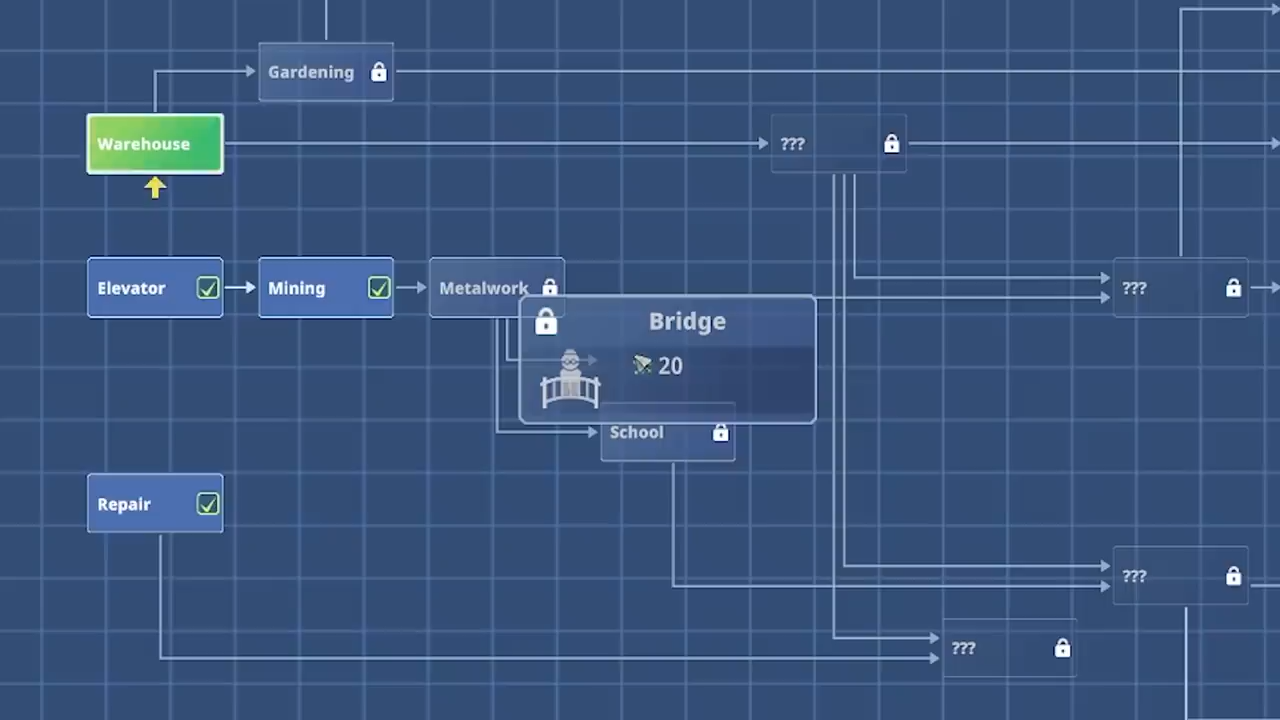 Gardening
Warehouse
???
Elevator
Mining
Metalwork
???
Bridge
20
School
Repair
???
???